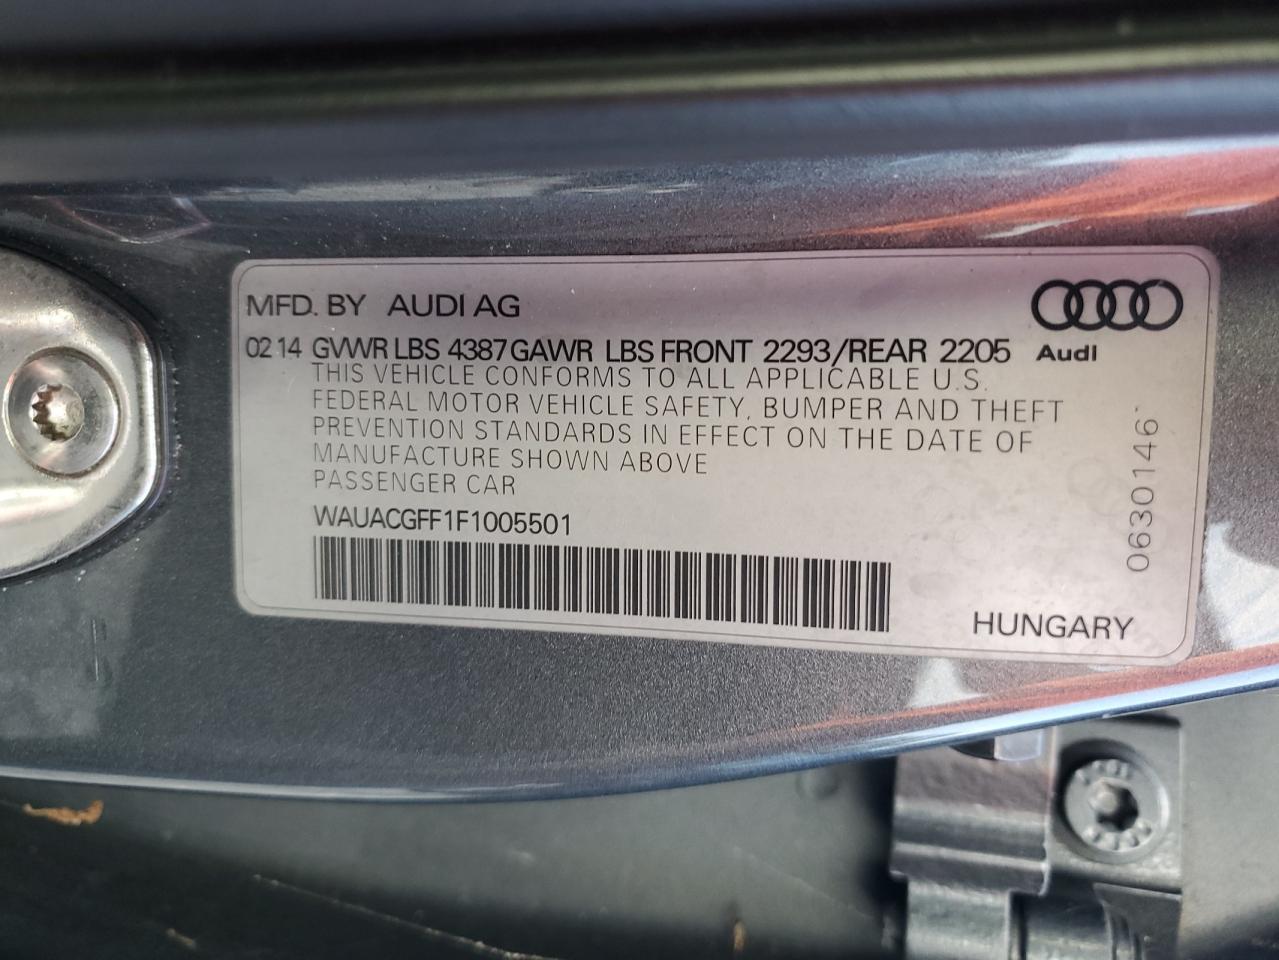 MFD. BY AUDI AG
02 14 GVWR LBS 4387 GAWR LBS FRONT 2293/REAR 2205
Audi
THIS VEHICLE CONFORMS TO ALL APPLICABLE U.S.
FEDERAL MOTOR VEHICLE SAFETY, BUMPER AND THEFT
PREVENTION STANDARDS IN EFFECT ON THE DATE OF
MANUFACTURE SHOWN ABOVE
PASSENGER CAR
WAUACGFF1F1005501
0630146
HUNGARY